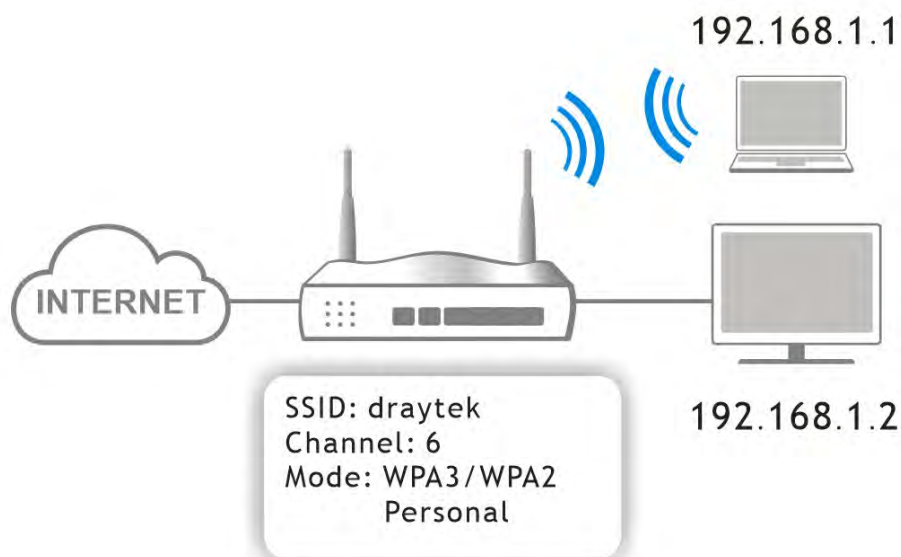 192.168.1.1
INTERNET
SSID: draytek
Channel: 6
Mode: WPA3/WPA2
Personal
192.168.1.2